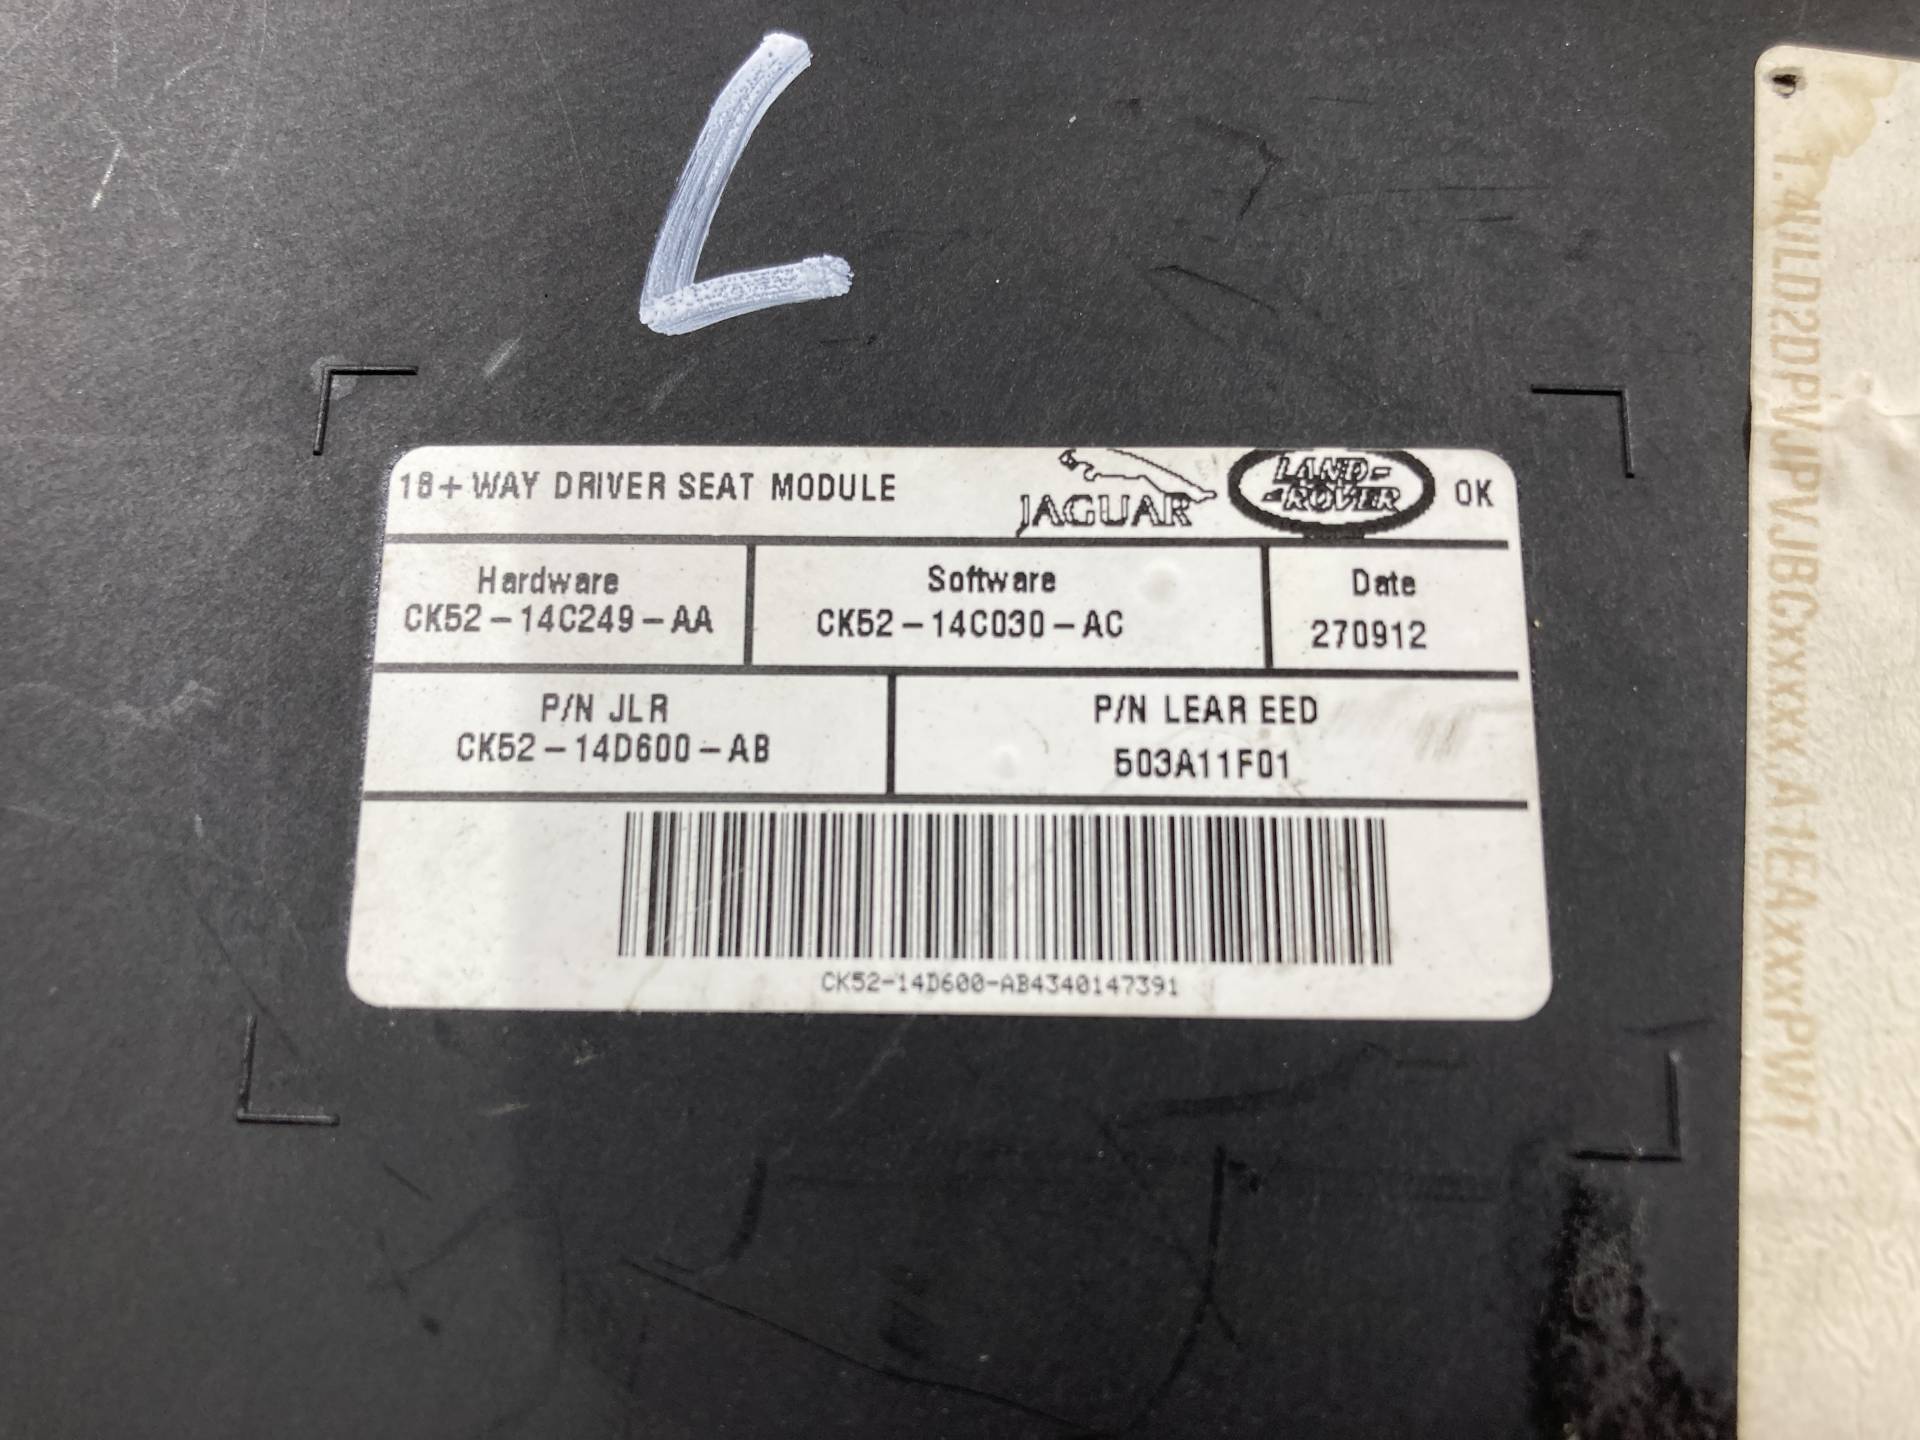 L
18+ WAY DRIVER SEAT MODULE
JAGUAR
LAND-
-ROVER
OK
Hardware
CK52-14C249-AA
Software
CK52-14C030-AC
Date
270912
P/N JLR
CK52-14D600-AB
P/N LEAR EED
503A11F01
CK52-14D600-AB4340147391